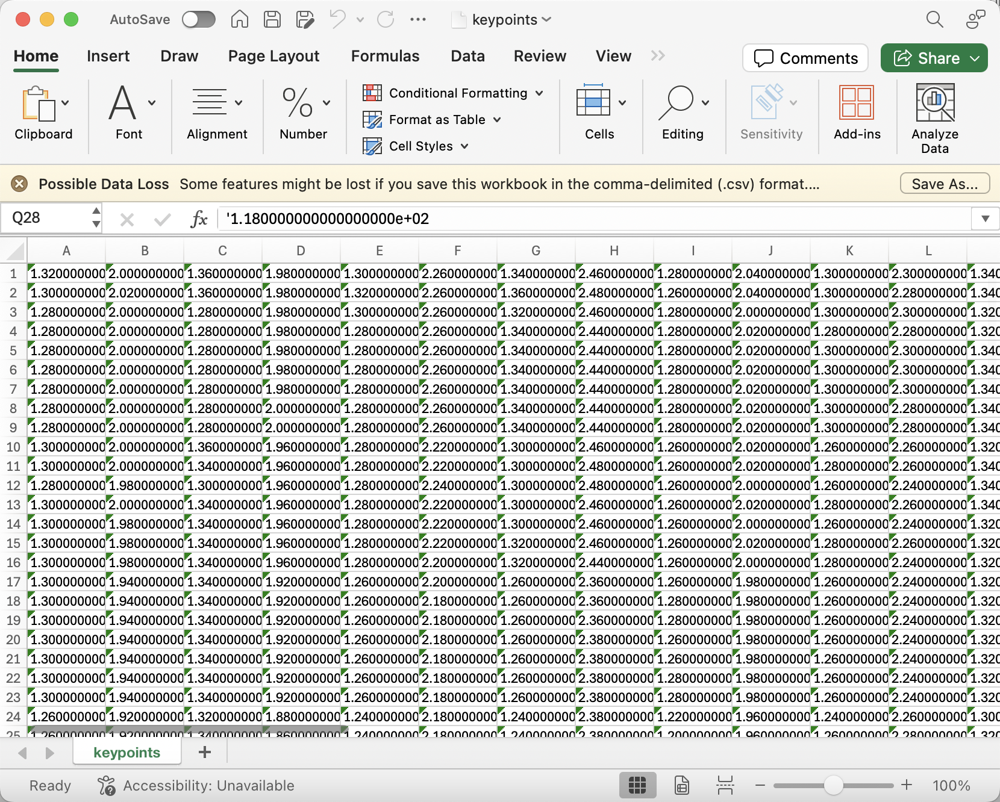 AutoSave keypoints
Home Insert Draw Page Layout Formulas Data Review View Comments Share
Clipboard Font Alignment Number Conditional Formatting Format as Table Cell Styles Cells Editing Sensitivity Add-ins Analyze Data
Possible Data Loss Some features might be lost if you save this workbook in the comma-delimited (.csv) format.... Save As...
Q28 fx '1.180000000000000000e+02
A B C D E F G H I J K L
1 1.320000000 2.000000000 1.360000000 1.980000000 1.300000000 2.260000000 1.340000000 2.460000000 1.280000000 2.040000000 1.300000000 2.300000000 1.340
2 1.300000000 2.020000000 1.360000000 1.980000000 1.320000000 2.260000000 1.360000000 2.480000000 1.260000000 2.040000000 1.300000000 2.280000000 1.340
3 1.280000000 2.000000000 1.280000000 1.980000000 1.300000000 2.260000000 1.320000000 2.460000000 1.280000000 2.000000000 1.300000000 2.300000000 1.320
4 1.280000000 2.000000000 1.280000000 1.980000000 1.280000000 2.260000000 1.340000000 2.440000000 1.280000000 2.020000000 1.280000000 2.280000000 1.320
5 1.280000000 2.000000000 1.280000000 1.980000000 1.280000000 2.260000000 1.340000000 2.440000000 1.280000000 2.020000000 1.300000000 2.300000000 1.340
6 1.280000000 2.000000000 1.280000000 1.980000000 1.280000000 2.260000000 1.340000000 2.440000000 1.280000000 2.020000000 1.300000000 2.300000000 1.340
7 1.280000000 2.000000000 1.280000000 1.980000000 1.280000000 2.260000000 1.340000000 2.440000000 1.280000000 2.020000000 1.300000000 2.300000000 1.340
8 1.280000000 2.000000000 1.280000000 2.000000000 1.280000000 2.260000000 1.340000000 2.440000000 1.280000000 2.020000000 1.300000000 2.280000000 1.340
9 1.280000000 2.000000000 1.280000000 2.000000000 1.280000000 2.260000000 1.340000000 2.440000000 1.280000000 2.020000000 1.300000000 2.280000000 1.340
10 1.300000000 2.000000000 1.360000000 1.960000000 1.280000000 2.220000000 1.300000000 2.460000000 1.260000000 2.020000000 1.260000000 2.260000000 1.320
11 1.300000000 2.000000000 1.340000000 1.960000000 1.280000000 2.220000000 1.300000000 2.480000000 1.260000000 2.020000000 1.280000000 2.260000000 1.340
12 1.280000000 1.980000000 1.300000000 1.960000000 1.280000000 2.240000000 1.300000000 2.480000000 1.260000000 2.000000000 1.260000000 2.240000000 1.340
13 1.300000000 2.000000000 1.340000000 1.960000000 1.280000000 2.220000000 1.300000000 2.460000000 1.260000000 2.020000000 1.280000000 2.260000000 1.340
14 1.300000000 1.980000000 1.340000000 1.960000000 1.280000000 2.220000000 1.300000000 2.460000000 1.260000000 2.000000000 1.260000000 2.240000000 1.320
15 1.300000000 1.980000000 1.340000000 1.960000000 1.280000000 2.220000000 1.320000000 2.460000000 1.260000000 2.020000000 1.280000000 2.260000000 1.320
16 1.300000000 1.980000000 1.340000000 1.960000000 1.280000000 2.200000000 1.320000000 2.440000000 1.260000000 2.000000000 1.280000000 2.240000000 1.320
17 1.300000000 1.940000000 1.340000000 1.920000000 1.260000000 2.200000000 1.260000000 2.360000000 1.260000000 1.980000000 1.260000000 2.240000000 1.320
18 1.300000000 1.940000000 1.340000000 1.920000000 1.260000000 2.180000000 1.260000000 2.360000000 1.280000000 1.980000000 1.260000000 2.240000000 1.320
19 1.300000000 1.940000000 1.340000000 1.920000000 1.260000000 2.180000000 1.260000000 2.360000000 1.280000000 1.980000000 1.260000000 2.240000000 1.320
20 1.300000000 1.940000000 1.340000000 1.920000000 1.260000000 2.180000000 1.260000000 2.380000000 1.260000000 1.980000000 1.260000000 2.240000000 1.320
21 1.300000000 1.940000000 1.340000000 1.920000000 1.260000000 2.180000000 1.260000000 2.380000000 1.260000000 1.980000000 1.260000000 2.240000000 1.320
22 1.300000000 1.940000000 1.340000000 1.920000000 1.260000000 2.180000000 1.260000000 2.380000000 1.280000000 1.980000000 1.260000000 2.240000000 1.320
23 1.300000000 1.940000000 1.340000000 1.920000000 1.260000000 2.180000000 1.260000000 2.380000000 1.280000000 1.980000000 1.260000000 2.240000000 1.320
24 1.260000000 1.920000000 1.320000000 1.880000000 1.240000000 2.180000000 1.240000000 2.380000000 1.220000000 1.960000000 1.240000000 2.260000000 1.300
25 1.260000000 1.920000000 1.340000000 1.860000000 1.240000000 2.180000000 1.240000000 2.380000000 1.200000000 1.960000000 1.260000000 2.280000000 1.320
keypoints
Ready Accessibility: Unavailable 100%